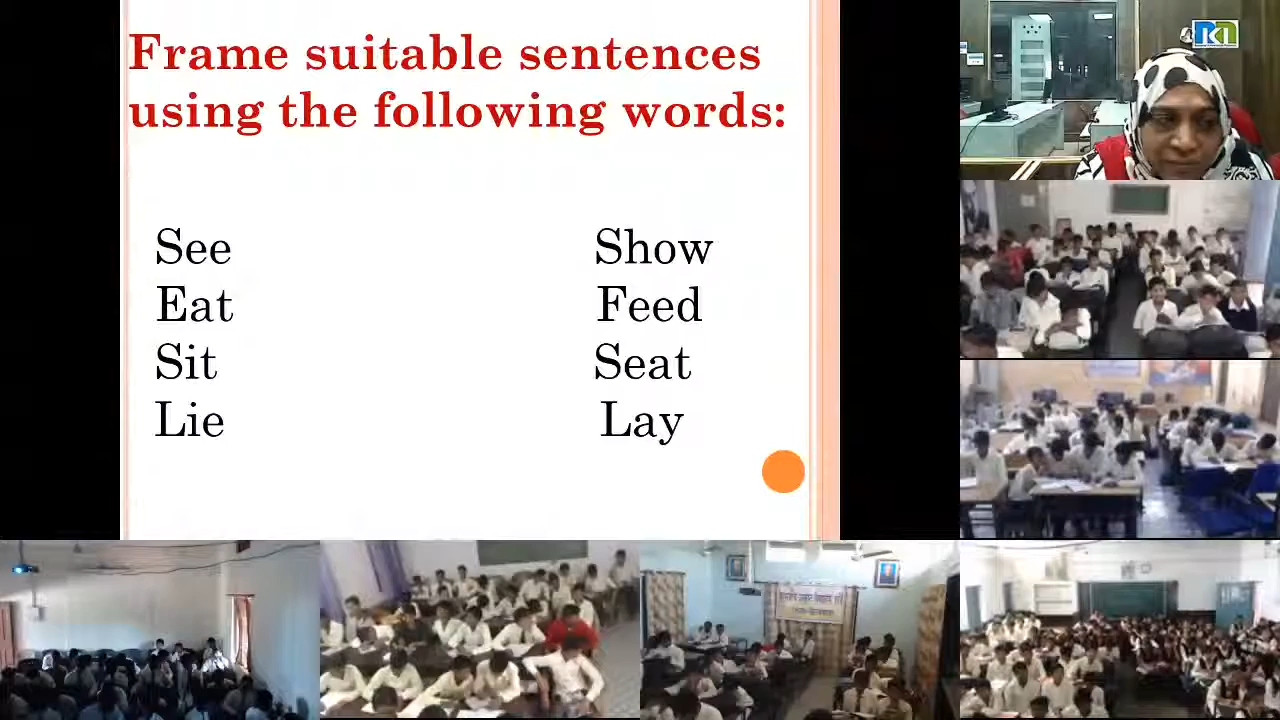 Frame suitable sentences
using the following words:
See Show
Eat Feed
Sit Seat
Lie Lay